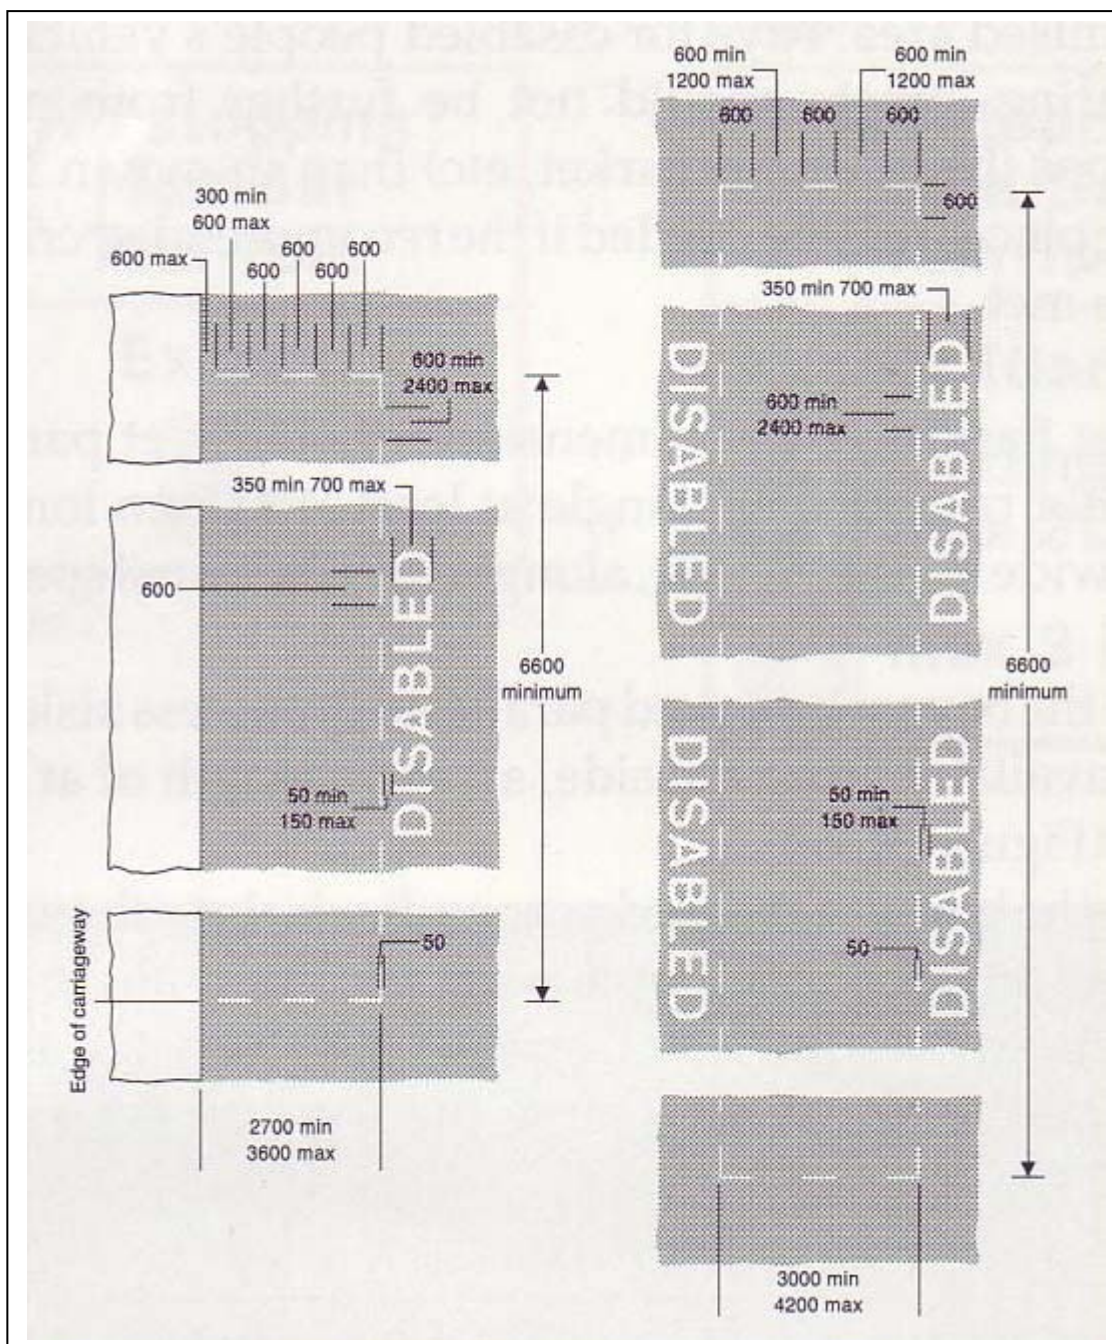 600 min
1200 max
600 min
1200 max
600
600
600
600
300 min
600 max
600 max
600
600
600
600
600
600 min
2400 max
350 min 700 max
600
DISABLED
50 min
150 max
6600
minimum
50
Edge of carriageway
2700 min
3600 max
350 min 700 max
DISABLED
DISABLED
600 min
2400 max
6600
minimum
DISABLED
DISABLED
50 min
150 max
50
3000 min
4200 max